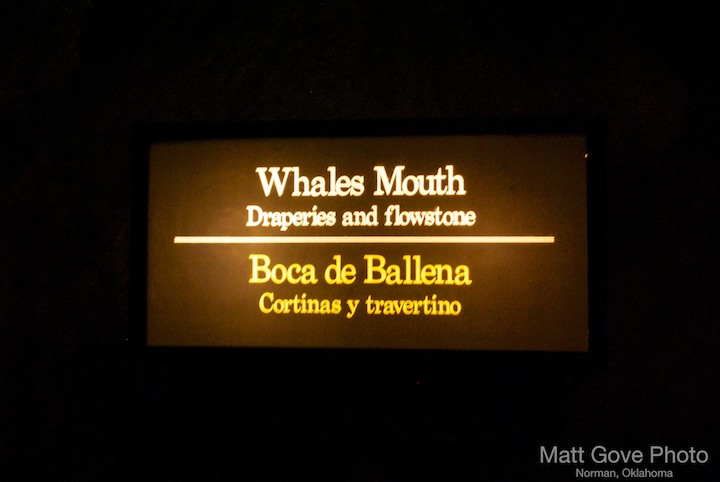 Whales Mouth
Draperies and flowstone
Boca de Ballena
Cortinas y travertino
Matt Gove Photo
Norman, Oklahoma